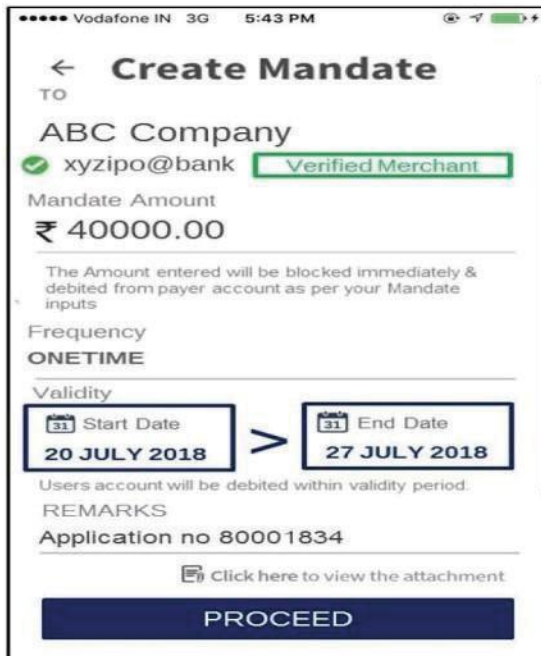 Vodafone IN 3G 5:43 PM
← Create Mandate
TO
ABC Company
xyzipo@bank Verified Merchant
Mandate Amount
₹ 40000.00
The Amount entered will be blocked immediately &
debited from payer account as per your Mandate
inputs
Frequency
ONETIME
Validity
31 Start Date > 31 End Date
20 JULY 2018 27 JULY 2018
Users account will be debited within validity period.
REMARKS
Application no 80001834
Click here to view the attachment
PROCEED